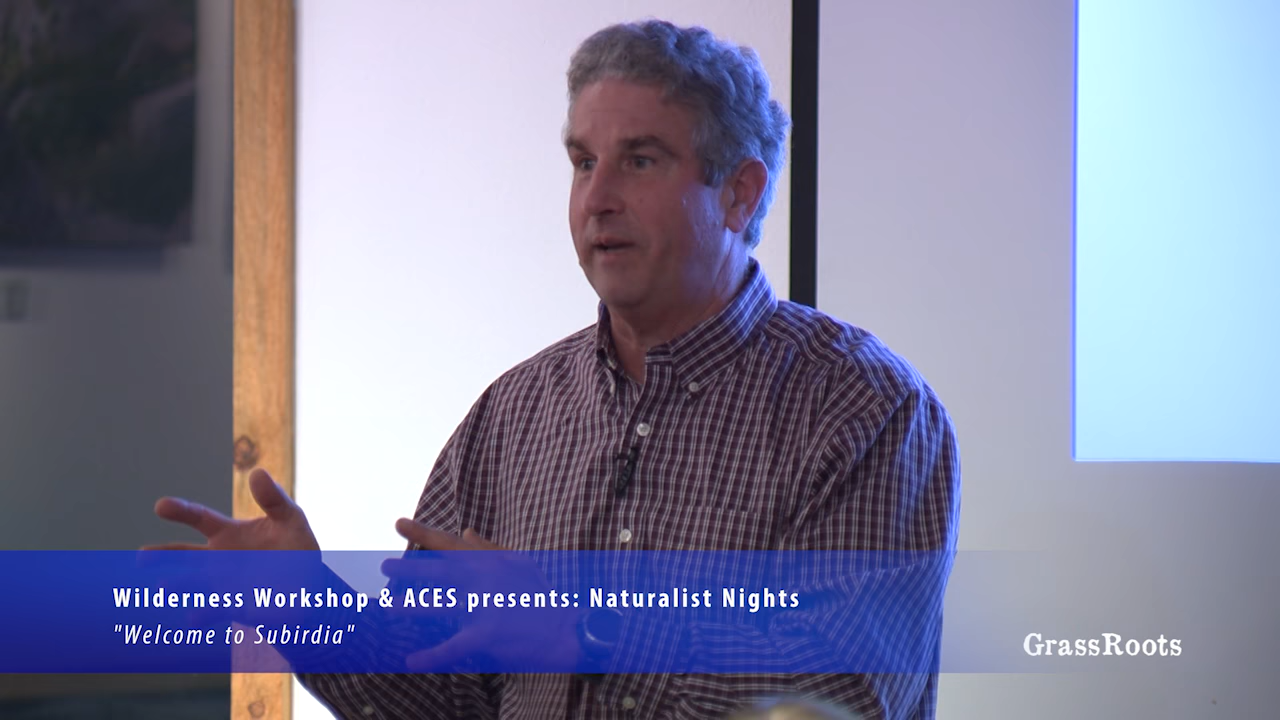 Wilderness Workshop & ACES presents: Naturalist Nights
"Welcome to Subirdia"
GrassRoots